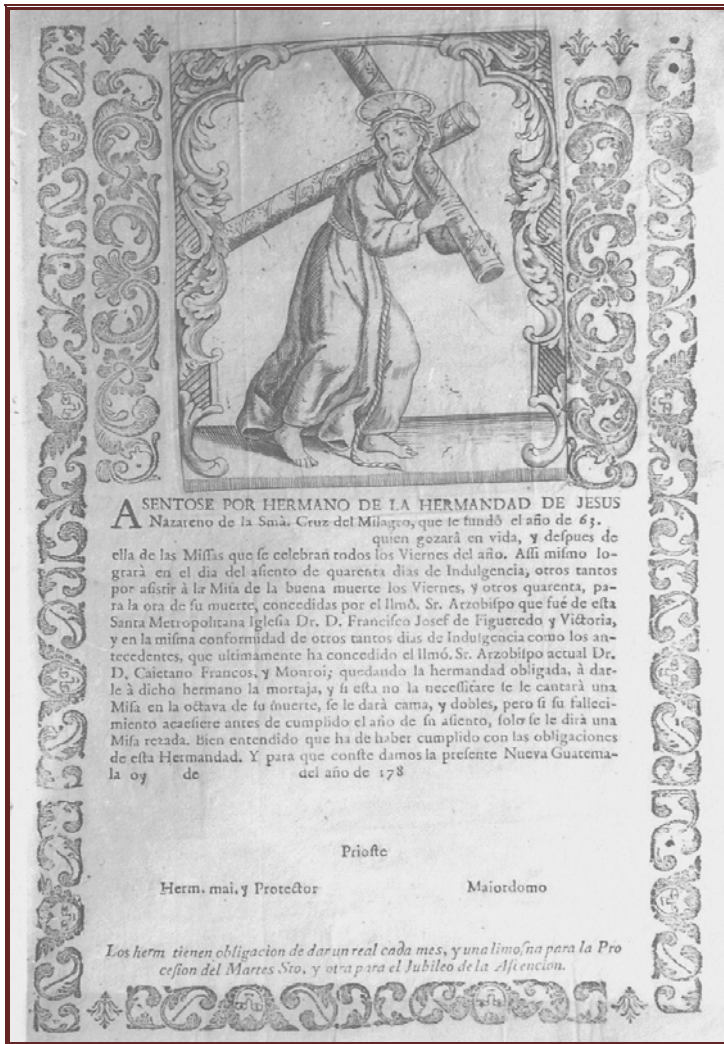 ASENTOSE POR HERMANO DE LA HERMANDAD DE JESUS
Nazareno de la Smâ. Cruz del Milagro, que se fundô el año de 65.
quien gozarâ en vida, y despues de
ella de las Missas que se celebran todos los Viernes del año. Assi mismo lo-
grarà en el dia del asiento de quarenta dias de Indulgencia, otros tantos
por asistir à la Misa de la buena muerte los Viernes, y otros quarenta, pa-
ra la ora de su muerte, concedidas por el Ilmô. Sr. Arzobispo que fué de esta
Santa Metropolitana Iglesia Dr. D. Francisco Josef de Figueredo y Victoria,
y en la misma conformidad de otros tantos dias de Indulgencia como los an-
tecedentes, que ultimamente ha concedido el Ilmô. Sr. Arzobispo actual Dr.
D. Caietano Francos, y Monroi; quedando la hermandad obligada, à dar-
le à dicho hermano la mortaja, y si esta no la necessitare se le cantarà una
Misa en la octava de su muerte, se le darà cama, y dobles, pero si su falleci-
miento acaesiere antes de cumplido el año de su asiento, solo se le dirà una
Misa rezada. Bien entendido que ha de haber cumplido con las obligaciones
de esta Hermandad. Y para que conste damos la presente Nueva Guatema-
la oy de del año de 178
Prioste
Herm. mai. y Protector Maiordomo
Los herm tienen obligacion de dar un real cada mes, y una limosna para la Pro
cesion del Martes Sto, y otra para el Jubileo de la Asicencion.